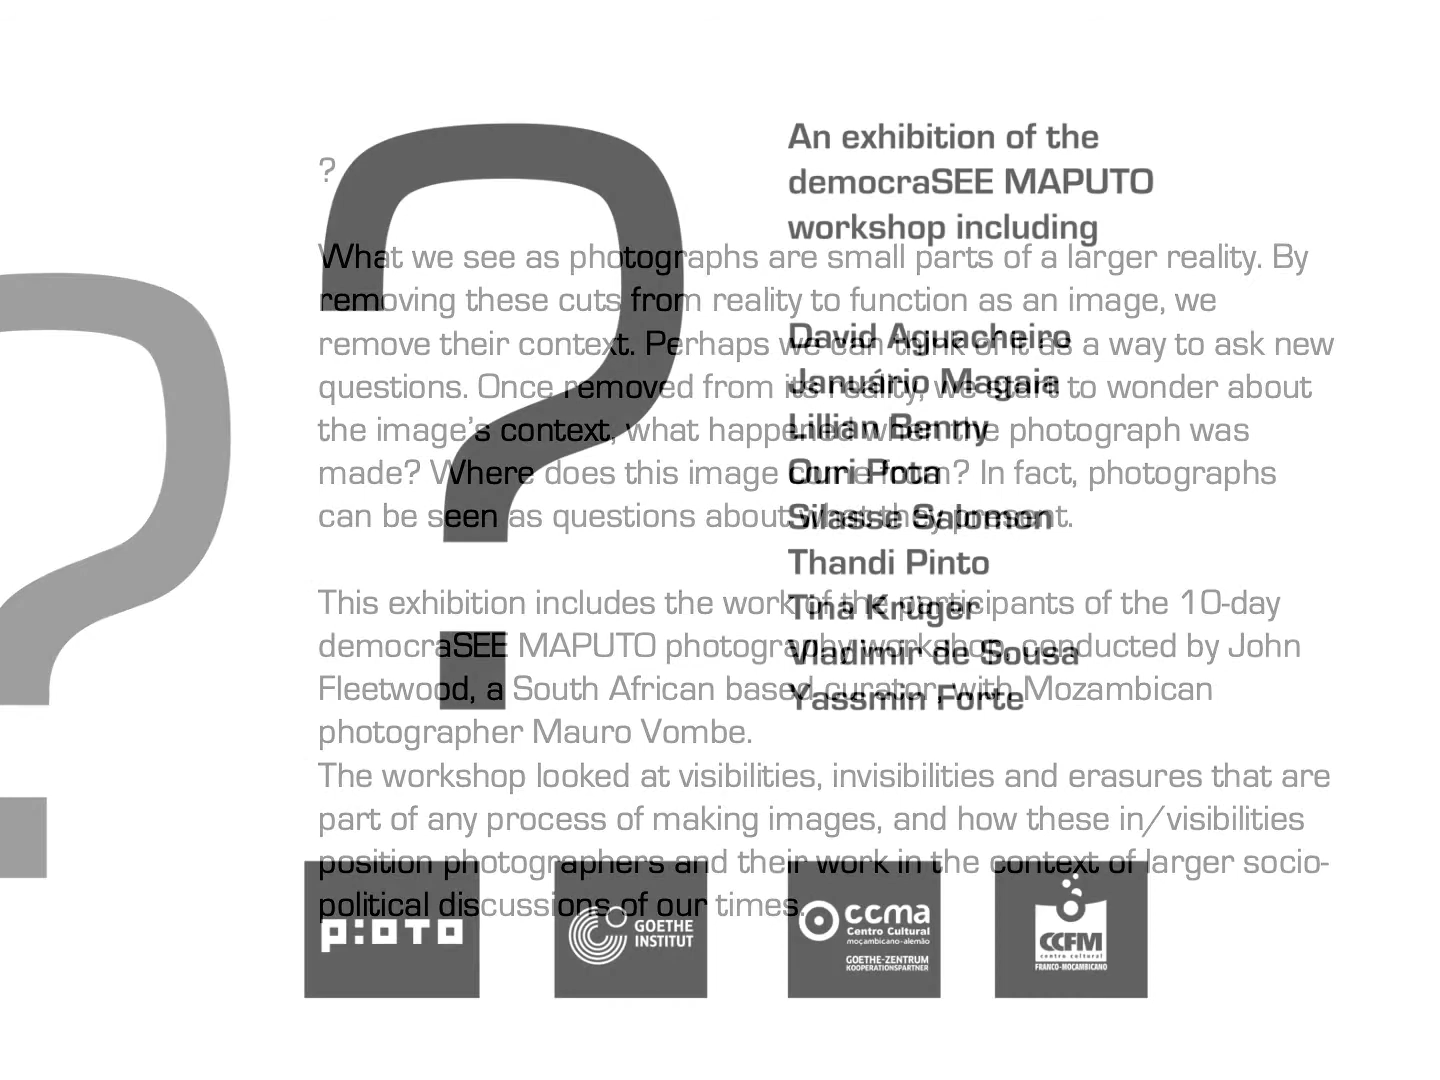 ?
An exhibition of the
democraSEE MAPUTO
workshop including
David Aguacheiro
Januário Magaia
Lillian Benny
Ouri Pota
Silasse Salomon
Thandi Pinto
Tina Krüger
Vladimir de Sousa
Yassmin Forte
?
What we see as photographs are small parts of a larger reality. By
removing these cuts from reality to function as an image, we
remove their context. Perhaps we can think of it as a way to ask new
questions. Once removed from its reality, we start to wonder about
the image's context, what happened when the photograph was
made? Where does this image come from? In fact, photographs
can be seen as questions about what they present.
This exhibition includes the work of the participants of the 10-day
democraSEE MAPUTO photography workshop, conducted by John
Fleetwood, a South African based curator, with Mozambican
photographer Mauro Vombe.
The workshop looked at visibilities, invisibilities and erasures that are
part of any process of making images, and how these in/visibilities
position photographers and their work in the context of larger socio-
political discussions of our times.
?
p:oto
GOETHE
INSTITUT
ccma
Centro Cultural
moçambicano-alemão
GOETHE-ZENTRUM
KOOPERATIONSPARTNER
CCFM
centro cultural
FRANCO-MOÇAMBICANO